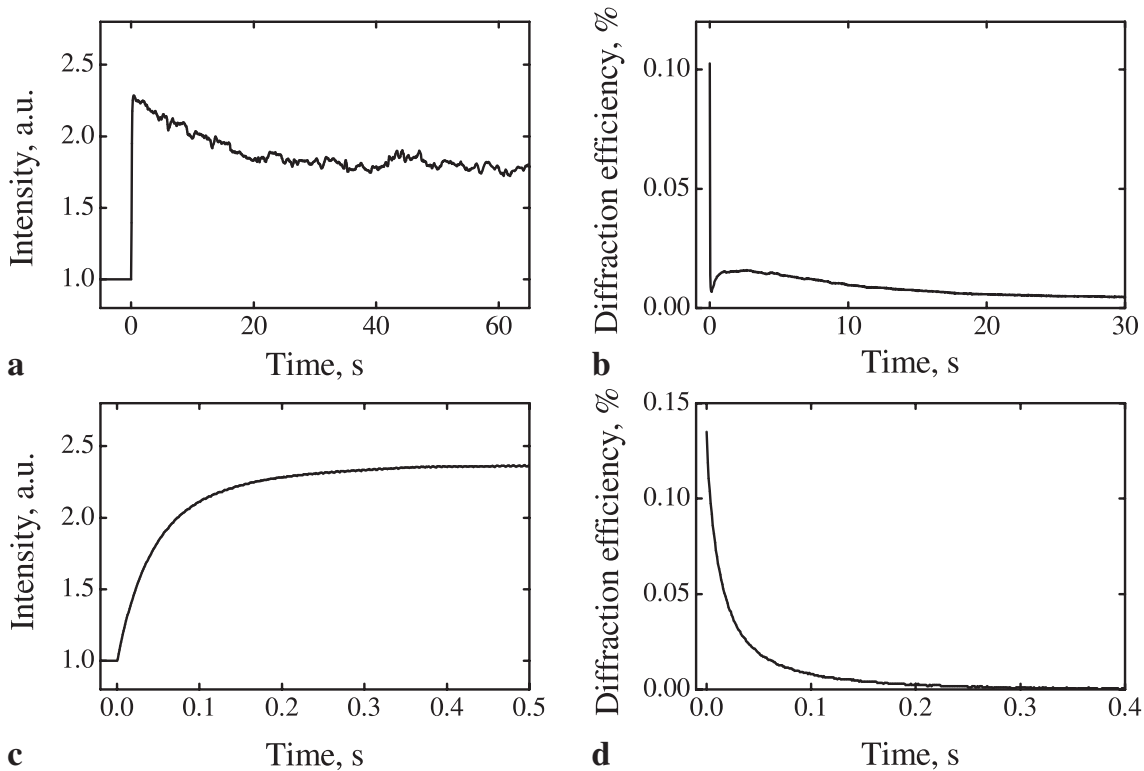 Intensity, a.u.
2.5
2.0
1.5
1.0
0 20 40 60
Time, s
a
Diffraction efficiency, %
0.10
0.05
0.00
0 10 20 30
Time, s
b
Intensity, a.u.
2.5
2.0
1.5
1.0
0.0 0.1 0.2 0.3 0.4 0.5
Time, s
c
Diffraction efficiency, %
0.15
0.10
0.05
0.00
0.0 0.1 0.2 0.3 0.4
Time, s
d